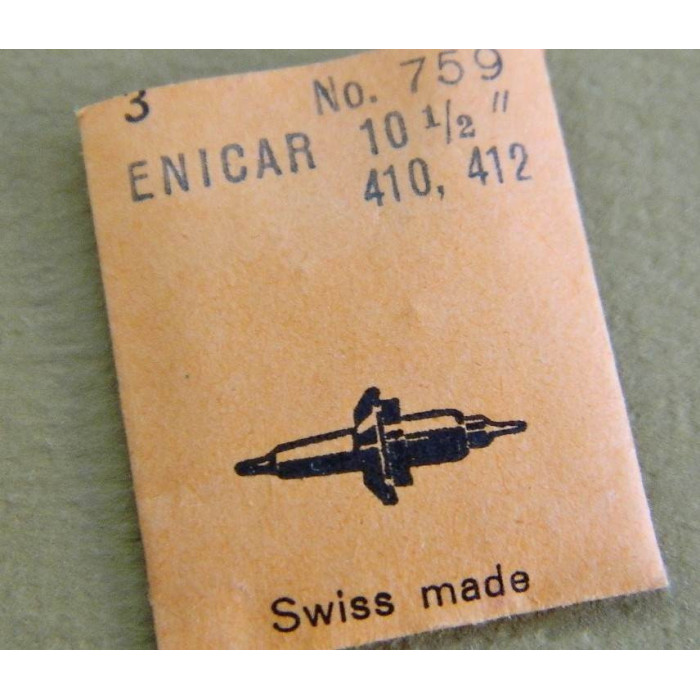 3 No. 759
ENICAR 10 1/2 "
410, 412
Swiss made